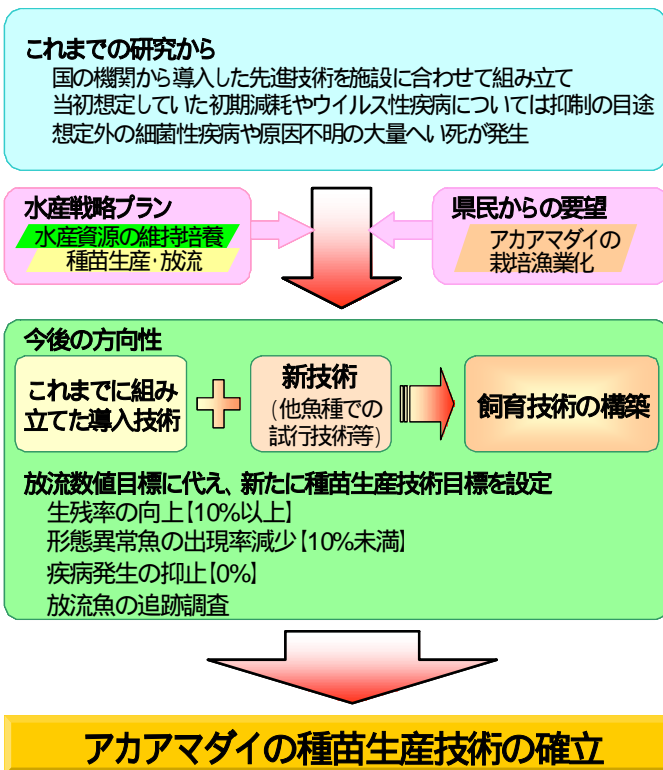 これまでの研究から
国の機関から導入した先進技術を施設に合わせて組み立て
当初想定していた初期減耗やウイルス性疾病については抑制の目途
想定外の細菌性疾病や原因不明の大量へい死が発生
水産戦略プラン
水産資源の維持培養
種苗生産･放流
県民からの要望
アカアマダイの
栽培漁業化
今後の方向性
これまでに組み
立てた導入技術
新技術
(他魚種での
試行技術等)
飼育技術の構築
放流数値目標に代え、新たに種苗生産技術目標を設定
生残率の向上【10%以上】
形態異常魚の出現率減少【10%未満】
疾病発生の抑止【0%】
放流魚の追跡調査
アカアマダイの種苗生産技術の確立